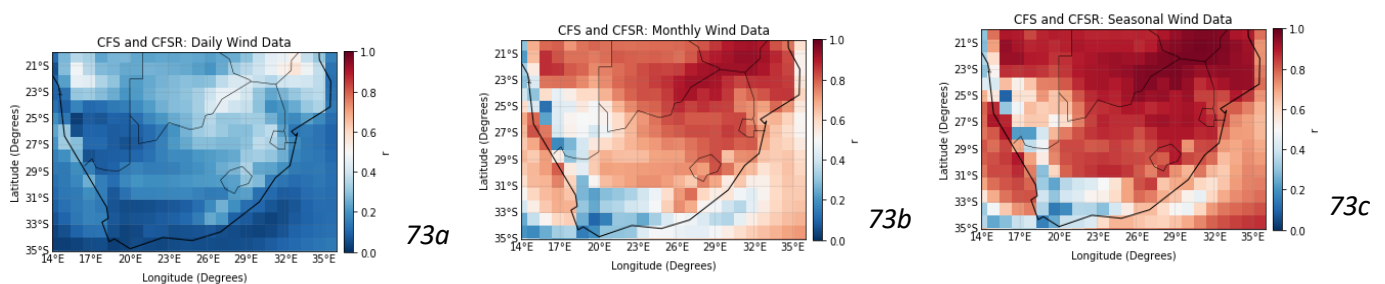 CFS and CFSR: Daily Wind Data
21°S
23°S
25°S
27°S
29°S
31°S
33°S
35°S
Latitude (Degrees)
14°E 17°E 20°E 23°E 26°E 29°E 32°E 35°E
Longitude (Degrees)
1.0
0.8
0.6
0.4
0.2
0.0
r
73a
CFS and CFSR: Monthly Wind Data
21°S
23°S
25°S
27°S
29°S
31°S
33°S
35°S
Latitude (Degrees)
14°E 17°E 20°E 23°E 26°E 29°E 32°E 35°E
Longitude (Degrees)
1.0
0.8
0.6
0.4
0.2
0.0
r
73b
CFS and CFSR: Seasonal Wind Data
21°S
23°S
25°S
27°S
29°S
31°S
33°S
35°S
Latitude (Degrees)
14°E 17°E 20°E 23°E 26°E 29°E 32°E 35°E
Longitude (Degrees)
1.0
0.8
0.6
0.4
0.2
0.0
r
73c